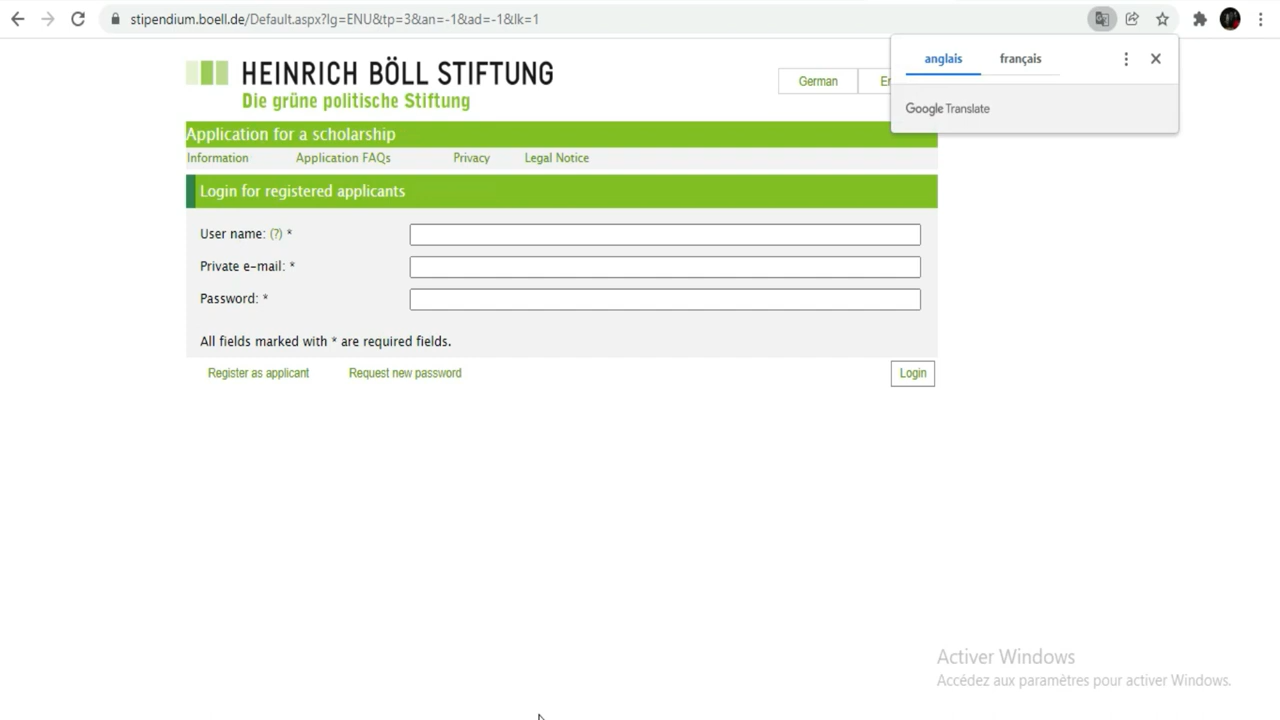 stipendium.boell.de/Default.aspx?lg=ENU&tp=3&an=-1&ad=-1&lk=1
anglais français
Google Translate
HEINRICH BÖLL STIFTUNG
Die grüne politische Stiftung
German
Application for a scholarship
Information Application FAQs Privacy Legal Notice
Login for registered applicants
User name: (?) *
Private e-mail: *
Password: *
All fields marked with * are required fields.
Register as applicant Request new password Login
Activer Windows
Accédez aux paramètres pour activer Windows.